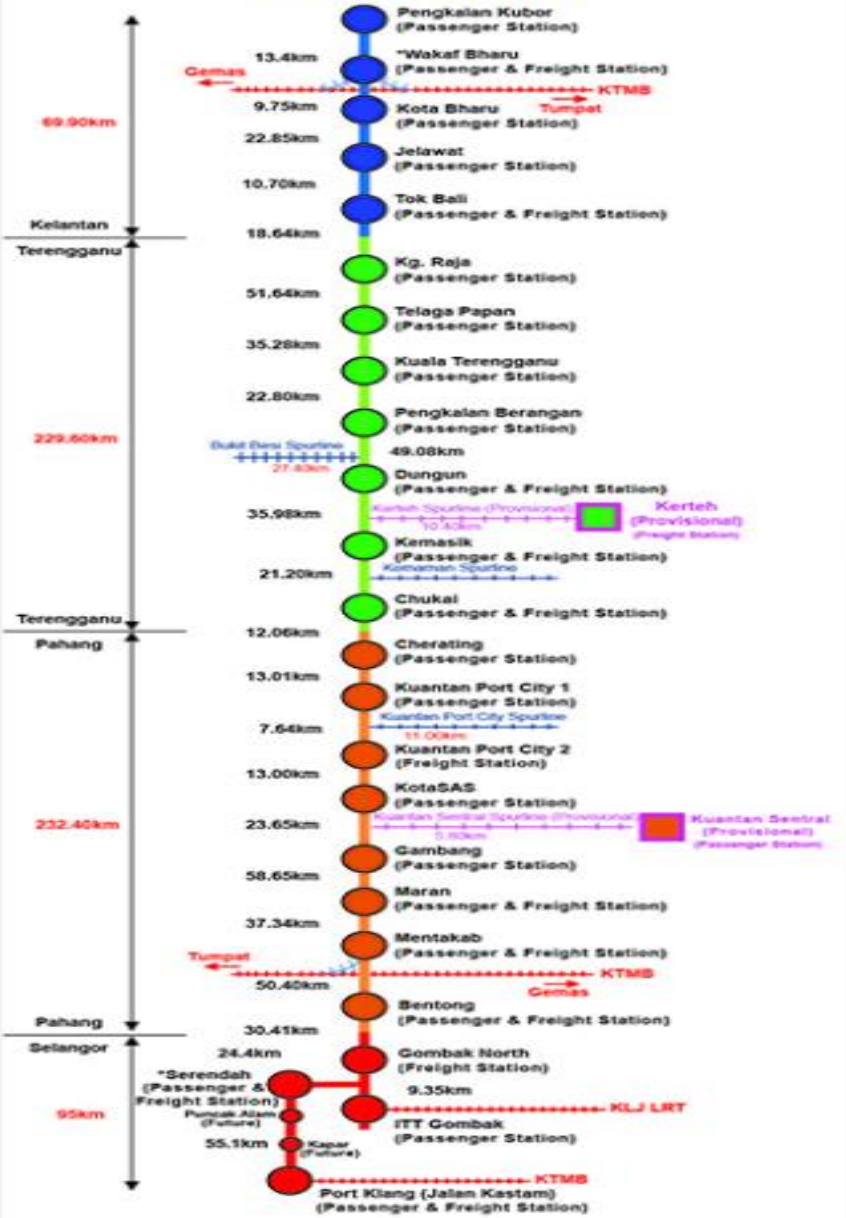 Pengkalan Kubor
(Passenger Station)
13.4km
*Wakaf Bharu
(Passenger & Freight Station)
Gemas
KTMB
Tumpat
9.75km
Kota Bharu
(Passenger Station)
22.85km
69.90km
Jelawat
(Passenger Station)
10.70km
Tok Bali
(Passenger & Freight Station)
Kelantan
18.64km
Terengganu
Kg. Raja
(Passenger Station)
51.64km
Telaga Papan
(Passenger Station)
35.28km
Kuala Terengganu
(Passenger Station)
22.80km
Pengkalan Berangan
(Passenger Station)
229.60km
Bukit Besi Spurline
27.80km
49.08km
Dungun
(Passenger & Freight Station)
35.98km
Kerteh Spurline (Provisional)
10.40km
Kerteh
(Provisional)
(Freight Station)
Kemasik
(Passenger & Freight Station)
21.20km
Kemaman Spurline
Chukai
(Passenger & Freight Station)
Terengganu
12.06km
Pahang
Cherating
(Passenger Station)
13.01km
Kuantan Port City 1
(Passenger Station)
Kuantan Port City Spurline
7.64km
11.00km
Kuantan Port City 2
(Freight Station)
13.00km
KotaSAS
(Passenger Station)
232.40km
23.65km
Kuantan Sentral Spurline (Provisional)
Kuantan Sentral
(Provisional)
(Passenger Station)
Gambang
(Passenger Station)
58.65km
Maran
(Passenger & Freight Station)
37.34km
Mentakab
(Passenger & Freight Station)
Tumpat
KTMB
Gemas
50.40km
Bentong
(Passenger & Freight Station)
Pahang
30.41km
Selangor
24.4km
Gombak North
(Freight Station)
*Serendah
(Passenger &
Freight Station)
9.35km
95km
Puncak Alam
(Future)
KLJ LRT
ITT Gombak
(Passenger Station)
55.1km
Kapar
(Future)
KTMB
Port Klang (Jalan Kastam)
(Passenger & Freight Station)